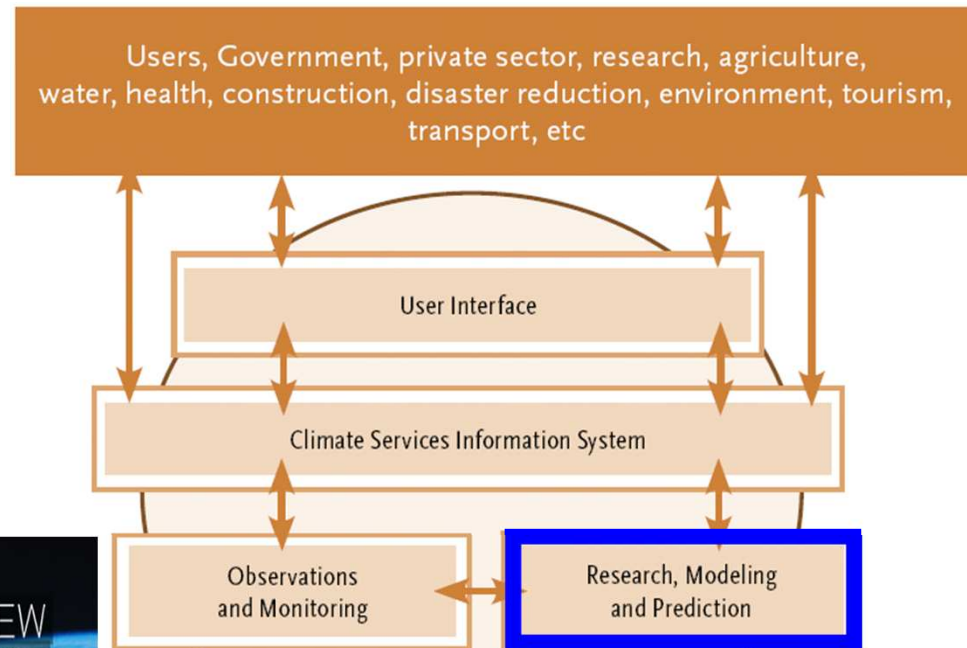 Users, Government, private sector, research, agriculture,
water, health, construction, disaster reduction, environment, tourism,
transport, etc
User Interface
Climate Services Information System
Observations
and Monitoring
Research, Modeling
and Prediction